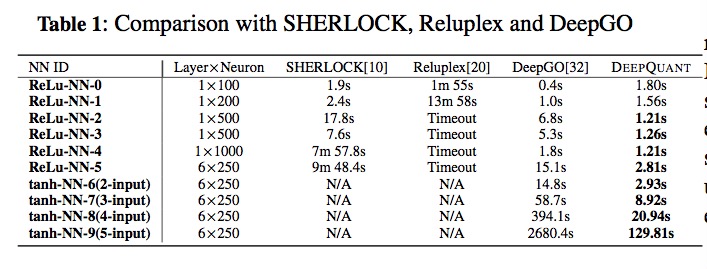 Table 1: Comparison with SHERLOCK, Reluplex and DeepGO
NN ID Layer×Neuron SHERLOCK[10] Reluplex[20] DeepGO[32] DEEPQUANT
ReLu-NN-0 1×100 1.9s 1m 55s 0.4s 1.80s
ReLu-NN-1 1×200 2.4s 13m 58s 1.0s 1.56s
ReLu-NN-2 1×500 17.8s Timeout 6.8s 1.21s
ReLu-NN-3 1×500 7.6s Timeout 5.3s 1.26s
ReLu-NN-4 1×1000 7m 57.8s Timeout 1.8s 1.21s
ReLu-NN-5 6×250 9m 48.4s Timeout 15.1s 2.81s
tanh-NN-6(2-input) 6×250 N/A N/A 14.8s 2.93s
tanh-NN-7(3-input) 6×250 N/A N/A 58.7s 8.92s
tanh-NN-8(4-input) 6×250 N/A N/A 394.1s 20.94s
tanh-NN-9(5-input) 6×250 N/A N/A 2680.4s 129.81s